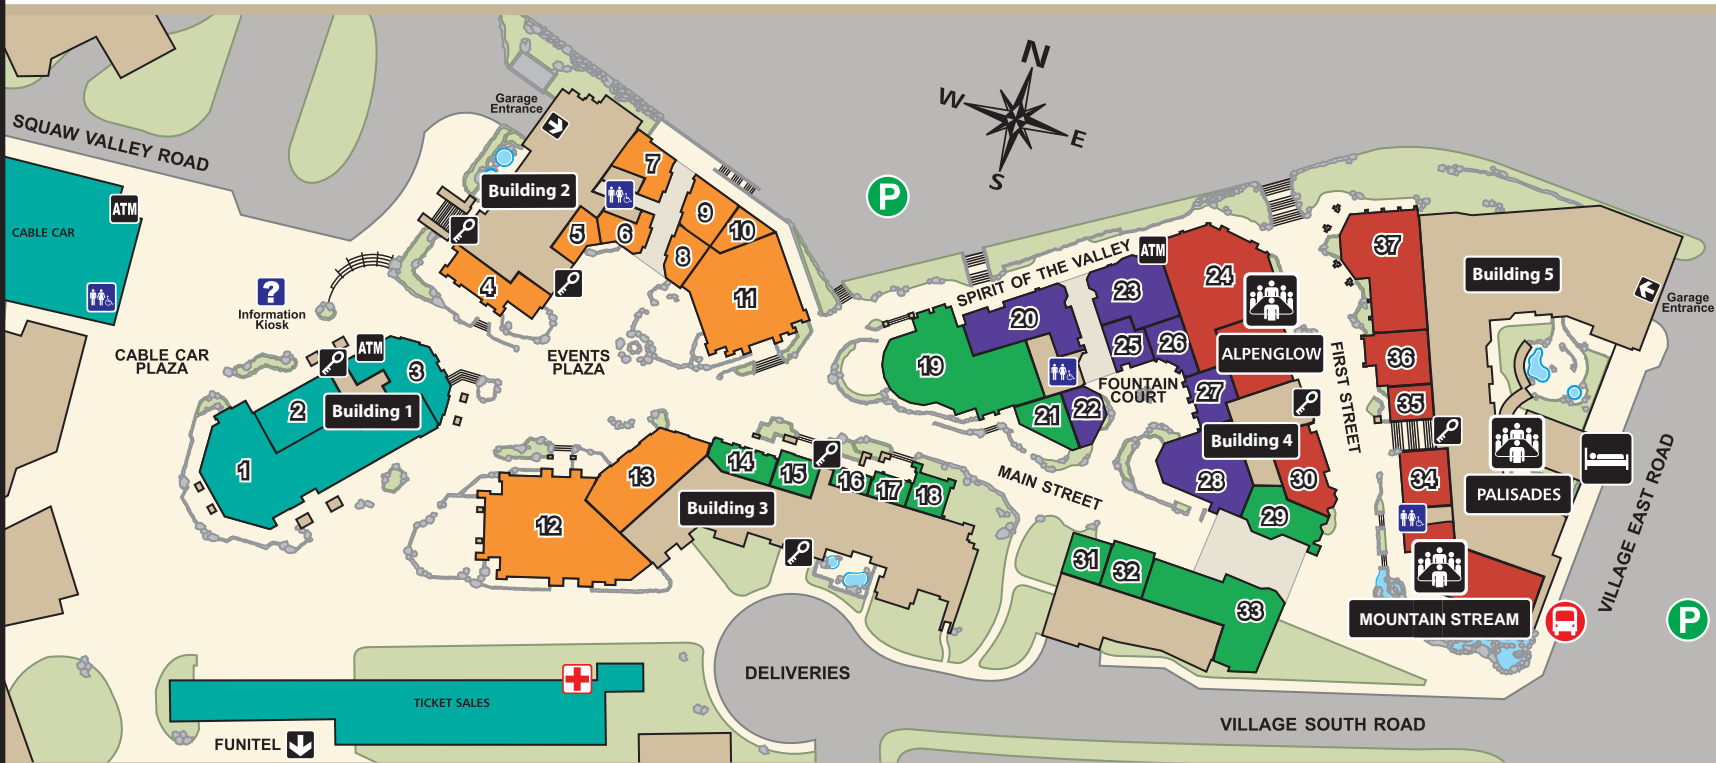 N
W
E
S
Garage
Entrance
SQUAW VALLEY ROAD
ATM
CABLE CAR
7
Building 2
P
9
10
5
6
8
4
11
?
Information
Kiosk
CABLE CAR
PLAZA
EVENTS
PLAZA
ATM
3
2
Building 1
1
SPIRIT OF THE VALLEY
ATM
23
24
20
25
26
19
ALPENGLOW
FOUNTAIN
COURT
27
21
22
Building 4
28
30
29
37
Building 5
Garage
Entrance
36
FIRST STREET
35
34
PALISADES
VILLAGE EAST ROAD
13
14
15
16
17
18
MAIN STREET
12
Building 3
31
32
33
MOUNTAIN STREAM
P
DELIVERIES
TICKET SALES
VILLAGE SOUTH ROAD
FUNITEL